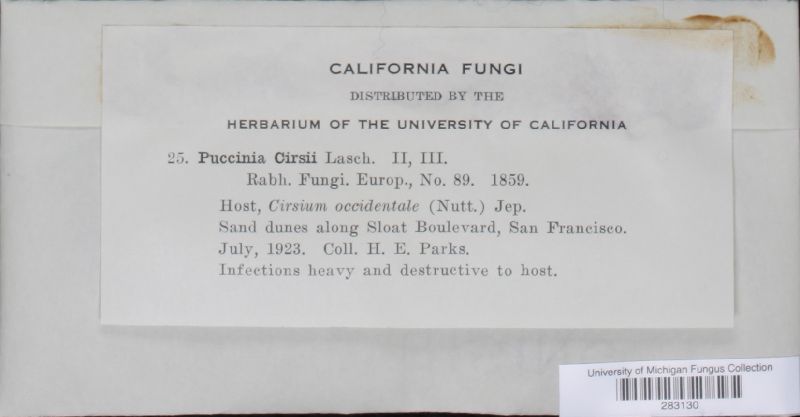 CALIFORNIA FUNGI
DISTRIBUTED BY THE
HERBARIUM OF THE UNIVERSITY OF CALIFORNIA
25. Puccinia Cirsii Lasch. II, III.
Rabh. Fungi. Europ., No. 89. 1859.
Host, Cirsium occidentale (Nutt.) Jep.
Sand dunes along Sloat Boulevard, San Francisco.
July, 1923. Coll. H. E. Parks.
Infections heavy and destructive to host.
University of Michigan Fungus Collection
283130